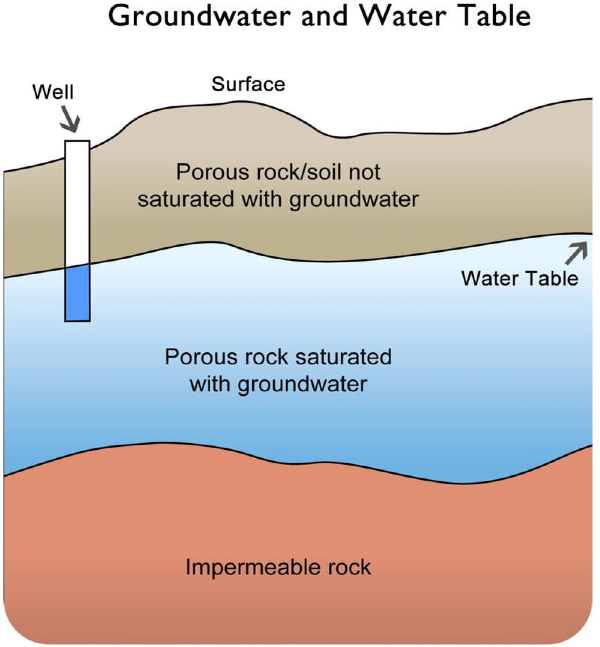 Groundwater and Water Table
Surface
Well
Porous rock/soil not
saturated with groundwater
Water Table
Porous rock saturated
with groundwater
Impermeable rock